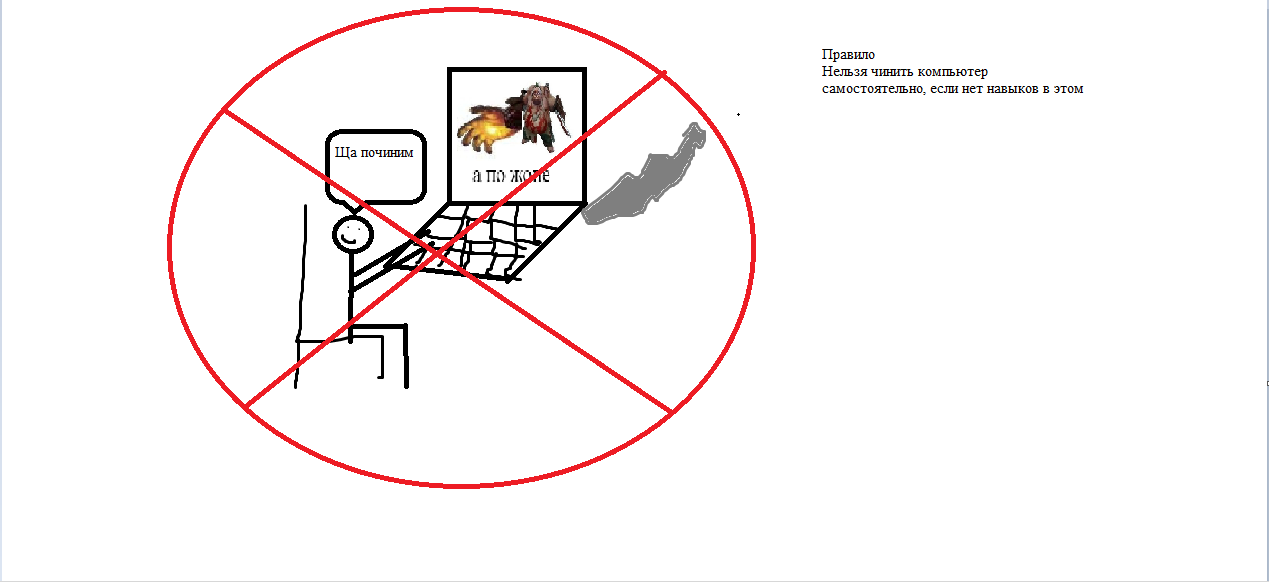 Правило
Нельзя чинить компьютер
самостоятельно, если нет навыков в этом
Ща починим
а по жопе